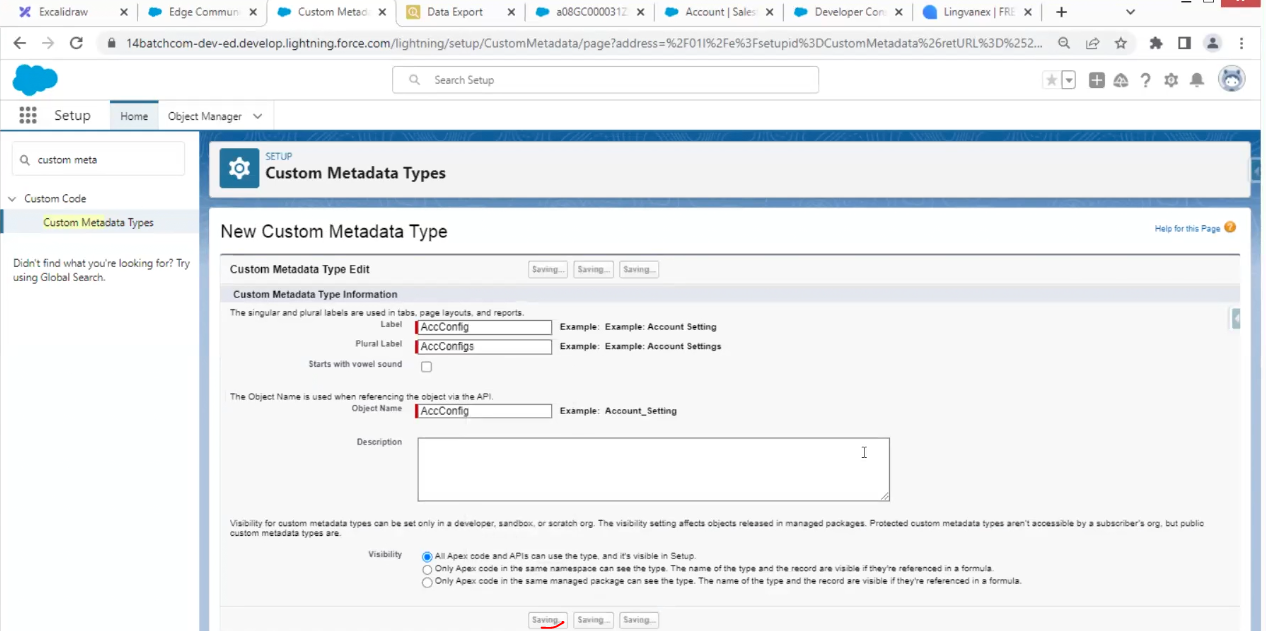 Excalidraw
Edge Commun
Custom Metad
Data Export
a08GC0000312
Account | Sales
Developer Con
Lingvanex | FRE
14batchcom-dev-ed.develop.lightning.force.com/lightning/setup/CustomMetadata/page?address=%2F01I%2Fe%3Fsetupid%3DCustomMetadata%26retURL%3D%252...
Search Setup
Setup
Home
Object Manager
custom meta
Custom Code
Custom Metadata Types
Didn't find what you're looking for? Try
using Global Search.
SETUP
Custom Metadata Types
New Custom Metadata Type
Help for this Page
Custom Metadata Type Edit
Saving...
Saving...
Saving...
Custom Metadata Type Information
The singular and plural labels are used in tabs, page layouts, and reports.
Label
AccConfig
Example: Example: Account Setting
Plural Label
AccConfigs
Example: Example: Account Settings
Starts with vowel sound
The Object Name is used when referencing the object via the API.
Object Name
AccConfig
Example: Account_Setting
Description
Visibility for custom metadata types can be set only in a developer, sandbox, or scratch org. The visibility setting affects objects released in managed packages. Protected custom metadata types aren't accessible by a subscriber's org, but public
custom metadata types are.
Visibility
All Apex code and APIs can use the type, and it's visible in Setup.
Only Apex code in the same namespace can see the type. The name of the type and the record are visible if they're referenced in a formula.
Only Apex code in the same managed package can see the type. The name of the type and the record are visible if they're referenced in a formula.
Saving...
Saving...
Saving...